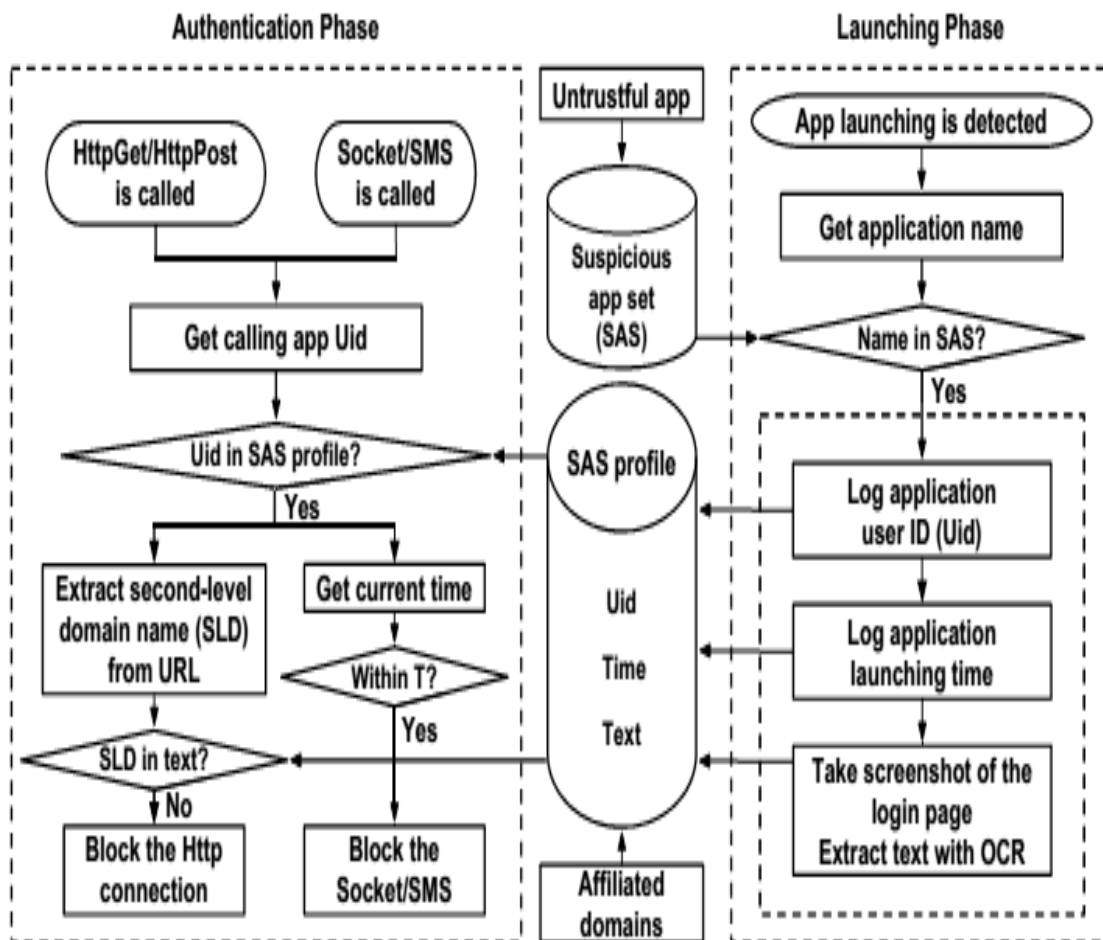 Authentication Phase
Launching Phase
HttpGet/HttpPost
is called
Socket/SMS
is called
Get calling app Uid
Uid in SAS profile?
Yes
Extract second-level
domain name (SLD)
from URL
Get current time
Within T?
Yes
SLD in text?
No
Block the Http
connection
Block the
Socket/SMS
Untrustful app
Suspicious
app set
(SAS)
SAS profile
Uid
Time
Text
Affiliated
domains
App launching is detected
Get application name
Name in SAS?
Yes
Log application
user ID (Uid)
Log application
launching time
Take screenshot of the
login page
Extract text with OCR